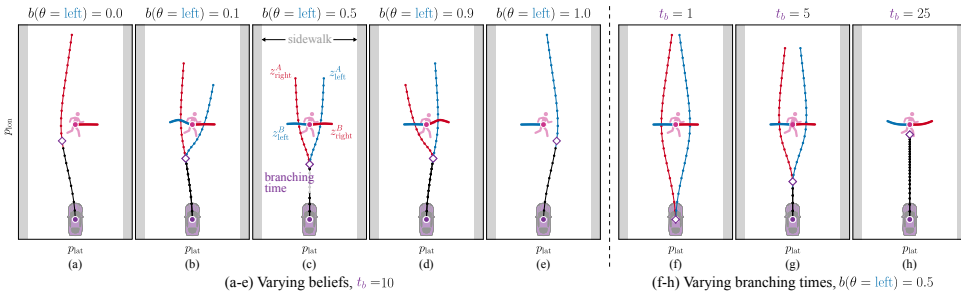 b(θ = left) = 0.0
b(θ = left) = 0.1
b(θ = left) = 0.5
b(θ = left) = 0.9
b(θ = left) = 1.0
t_b = 1
t_b = 5
t_b = 25
sidewalk
z^A_right
z^A_left
z^B_left
z^B_right
branching
time
p_lon
p_lat
p_lat
p_lat
p_lat
p_lat
p_lat
p_lat
p_lat
(a)
(b)
(c)
(d)
(e)
(f)
(g)
(h)
(a-e) Varying beliefs, t_b =10
(f-h) Varying branching times, b(θ = left) = 0.5